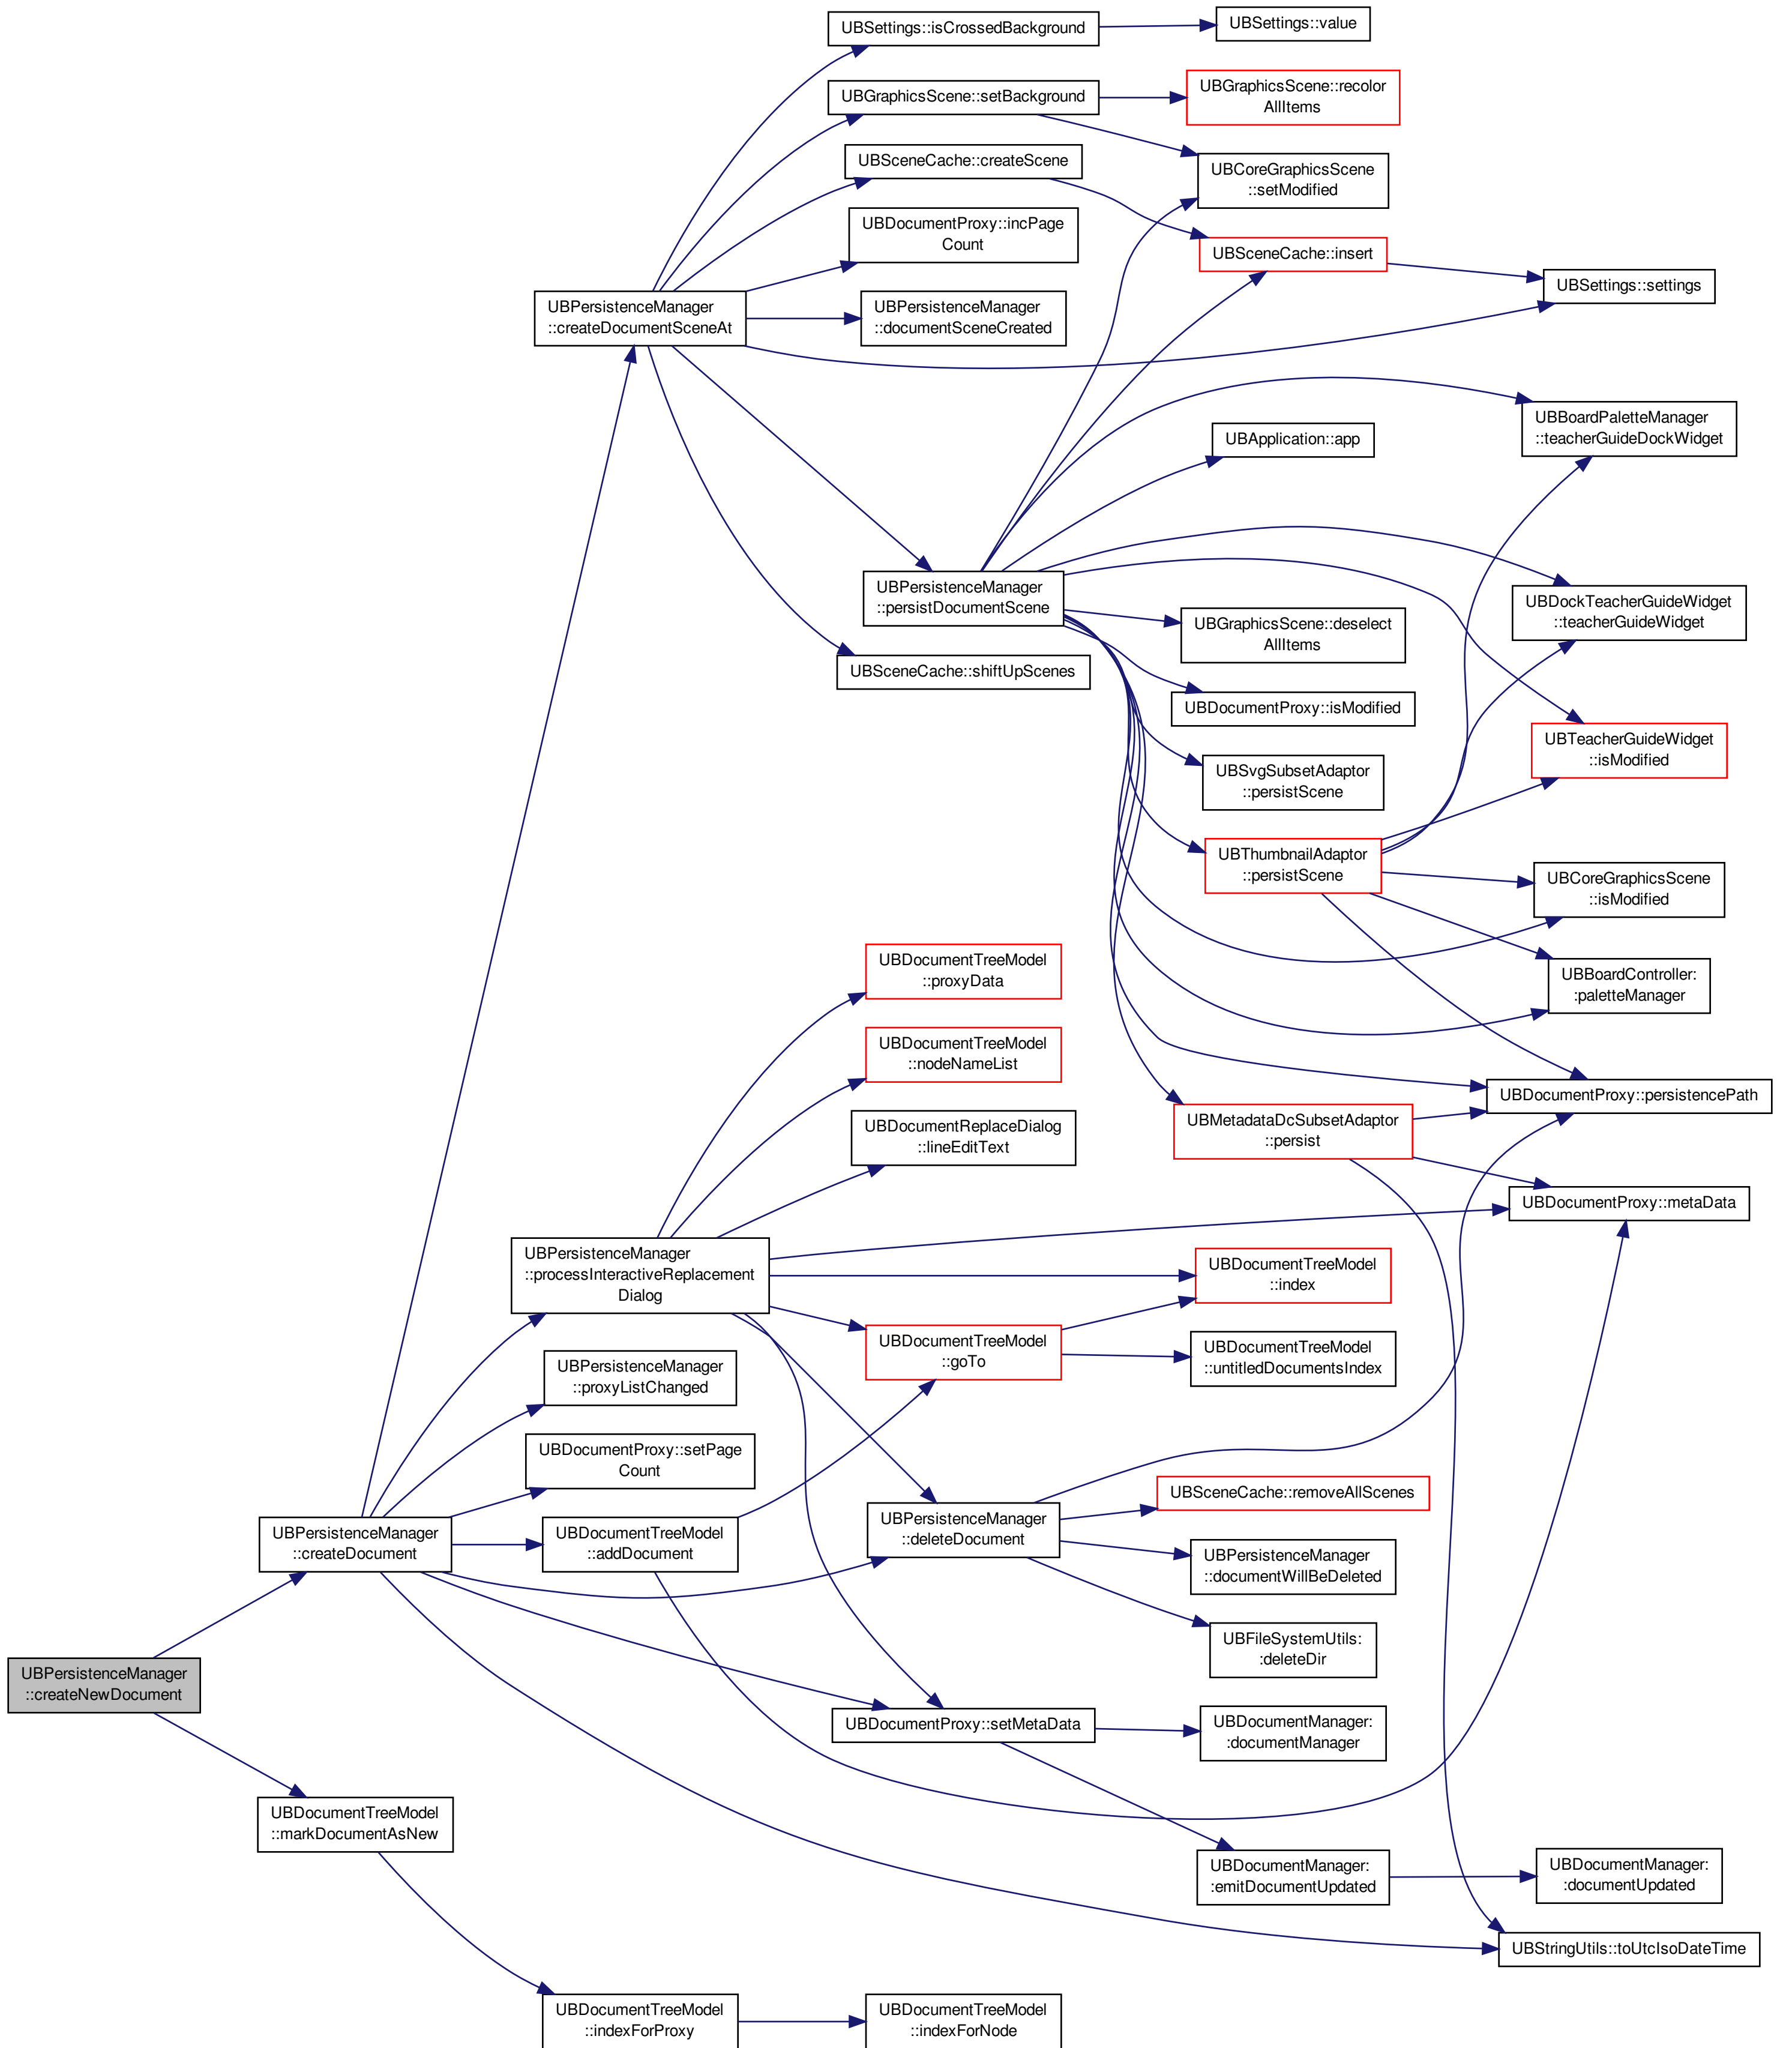 UBSettings::isCrossedBackground
UBSettings::value
UBGraphicsScene::setBackground
UBGraphicsScene::recolor
AllItems
UBSceneCache::createScene
UBCoreGraphicsScene
::setModified
UBDocumentProxy::incPage
Count
UBSceneCache::insert
UBSettings::settings
UBPersistenceManager
::createDocumentSceneAt
UBPersistenceManager
::documentSceneCreated
UBBoardPaletteManager
::teacherGuideDockWidget
UBApplication::app
UBPersistenceManager
::persistDocumentScene
UBDockTeacherGuideWidget
::teacherGuideWidget
UBGraphicsScene::deselect
AllItems
UBSceneCache::shiftUpScenes
UBDocumentProxy::isModified
UBTeacherGuideWidget
::isModified
UBSvgSubsetAdaptor
::persistScene
UBThumbnailAdaptor
::persistScene
UBCoreGraphicsScene
::isModified
UBDocumentTreeModel
::proxyData
UBBoardController:
:paletteManager
UBDocumentTreeModel
::nodeNameList
UBDocumentProxy::persistencePath
UBDocumentReplaceDialog
::lineEditText
UBMetadataDcSubsetAdaptor
::persist
UBDocumentProxy::metaData
UBPersistenceManager
::processInteractiveReplacement
Dialog
UBDocumentTreeModel
::index
UBDocumentTreeModel
::goTo
UBDocumentTreeModel
::untitledDocumentsIndex
UBPersistenceManager
::proxyListChanged
UBDocumentProxy::setPage
Count
UBSceneCache::removeAllScenes
UBPersistenceManager
::createDocument
UBDocumentTreeModel
::addDocument
UBPersistenceManager
::deleteDocument
UBPersistenceManager
::documentWillBeDeleted
UBFileSystemUtils:
:deleteDir
UBPersistenceManager
::createNewDocument
UBDocumentProxy::setMetaData
UBDocumentManager:
:documentManager
UBDocumentTreeModel
::markDocumentAsNew
UBDocumentManager:
:emitDocumentUpdated
UBDocumentManager:
:documentUpdated
UBStringUtils::toUtcIsoDateTime
UBDocumentTreeModel
::indexForProxy
UBDocumentTreeModel
::indexForNode